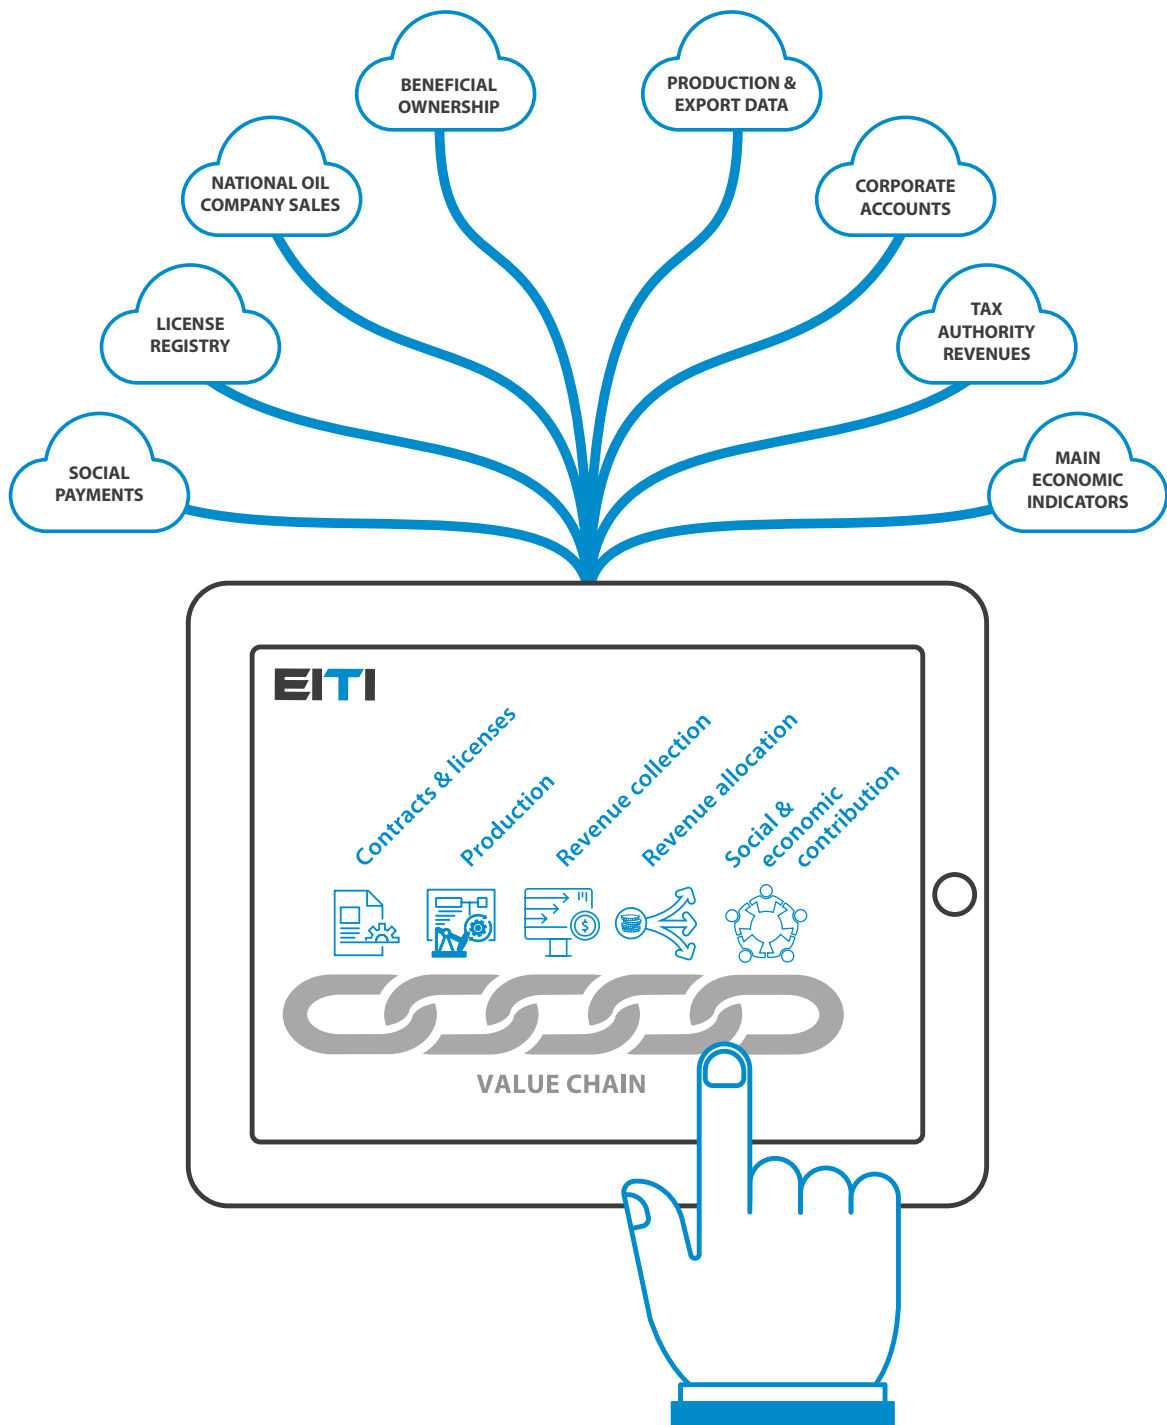 BENEFICIAL
OWNERSHIP
PRODUCTION &
EXPORT DATA
NATIONAL OIL
COMPANY SALES
CORPORATE
ACCOUNTS
LICENSE
REGISTRY
TAX
AUTHORITY
REVENUES
SOCIAL
PAYMENTS
MAIN
ECONOMIC
INDICATORS
EITI
Contracts & licenses
Production
Revenue collection
Revenue allocation
Social &
economic
contribution
$
VALUE CHAIN